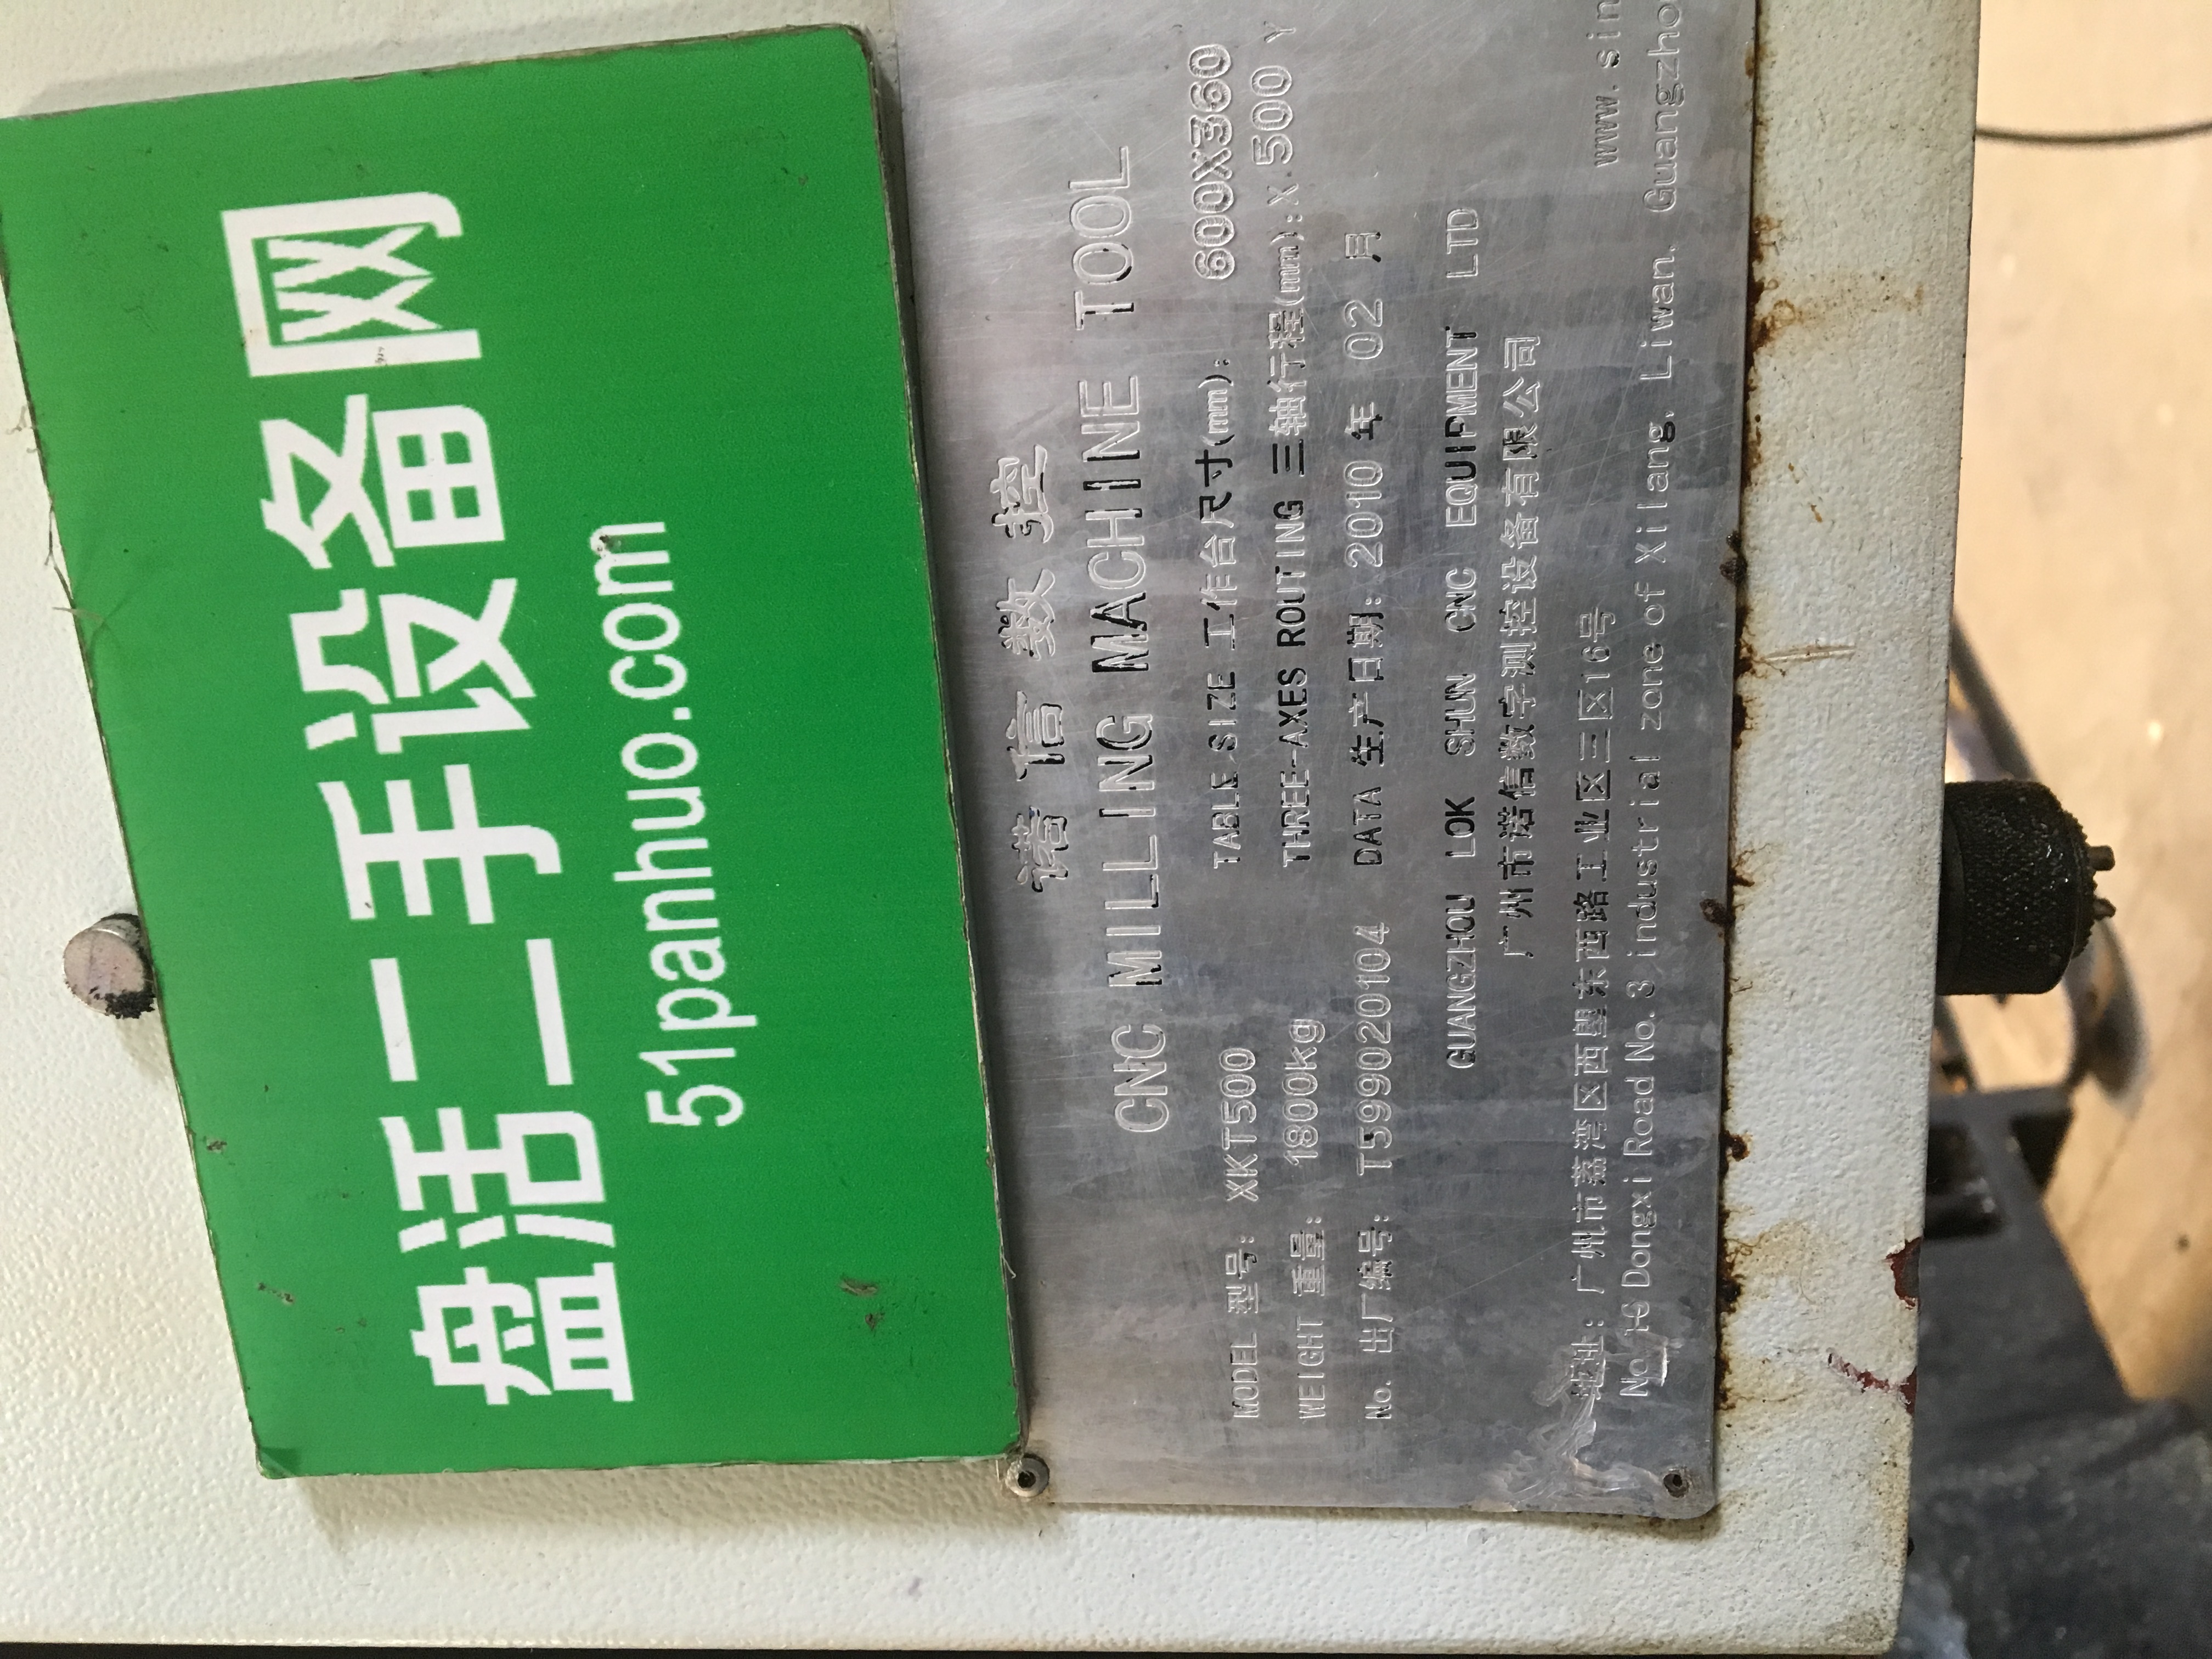 盘活二手设备网
51panhuo.com
诺信数控
CNC MILLING MACHINE TOOL
MODEL 型号: XKT500 TABLE SIZE 工作台尺寸(mm): 600X360
WEIGHT 重量: 1800kg THREE-AXES ROUTING 三轴行程(mm):X.500 Y
No. 出厂编号: T599020104 DATA 生产日期: 2010 年 02 月
GUANGZHOU LOK SHUN CNC EQUIPMENT LTD
广州市诺信数字测控设备有限公司
地址: 广州市荔湾区西塱东西路工业区三区16号 www.sin
No 16 Dongxi Road No.3 industrial zone of Xilang. Liwan. Guangzho